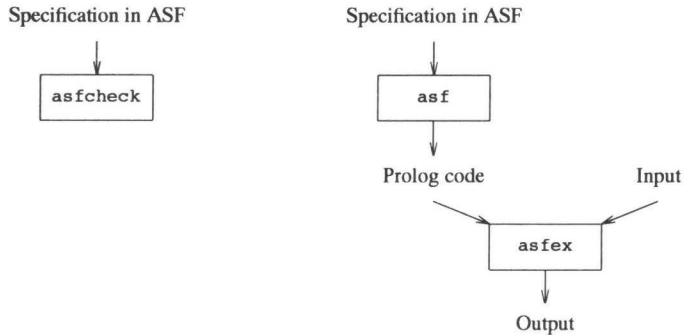 Specification in ASF
Specification in ASF
asfcheck
asf
Prolog code
Input
asfex
Output